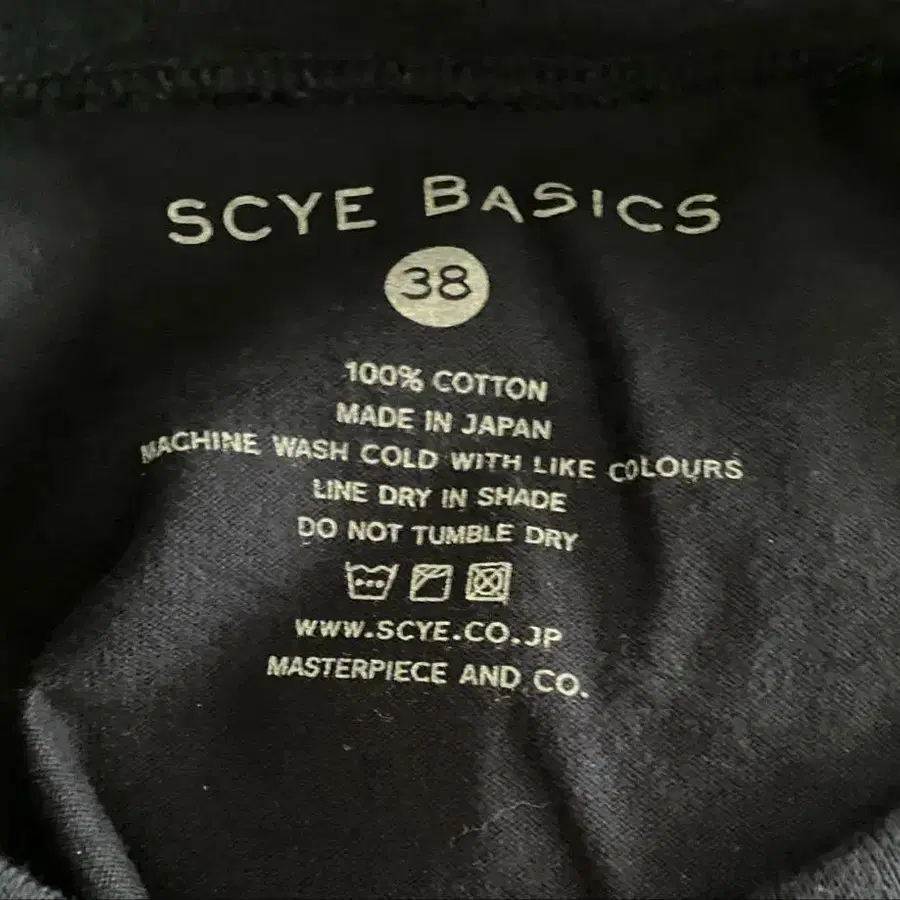 SCYE BASICS
38
100% COTTON
MADE IN JAPAN
MACHINE WASH COLD WITH LIKE COLOURS
LINE DRY IN SHADE
DO NOT TUMBLE DRY
WWW.SCYE.CO.JP
MASTERPIECE AND CO.